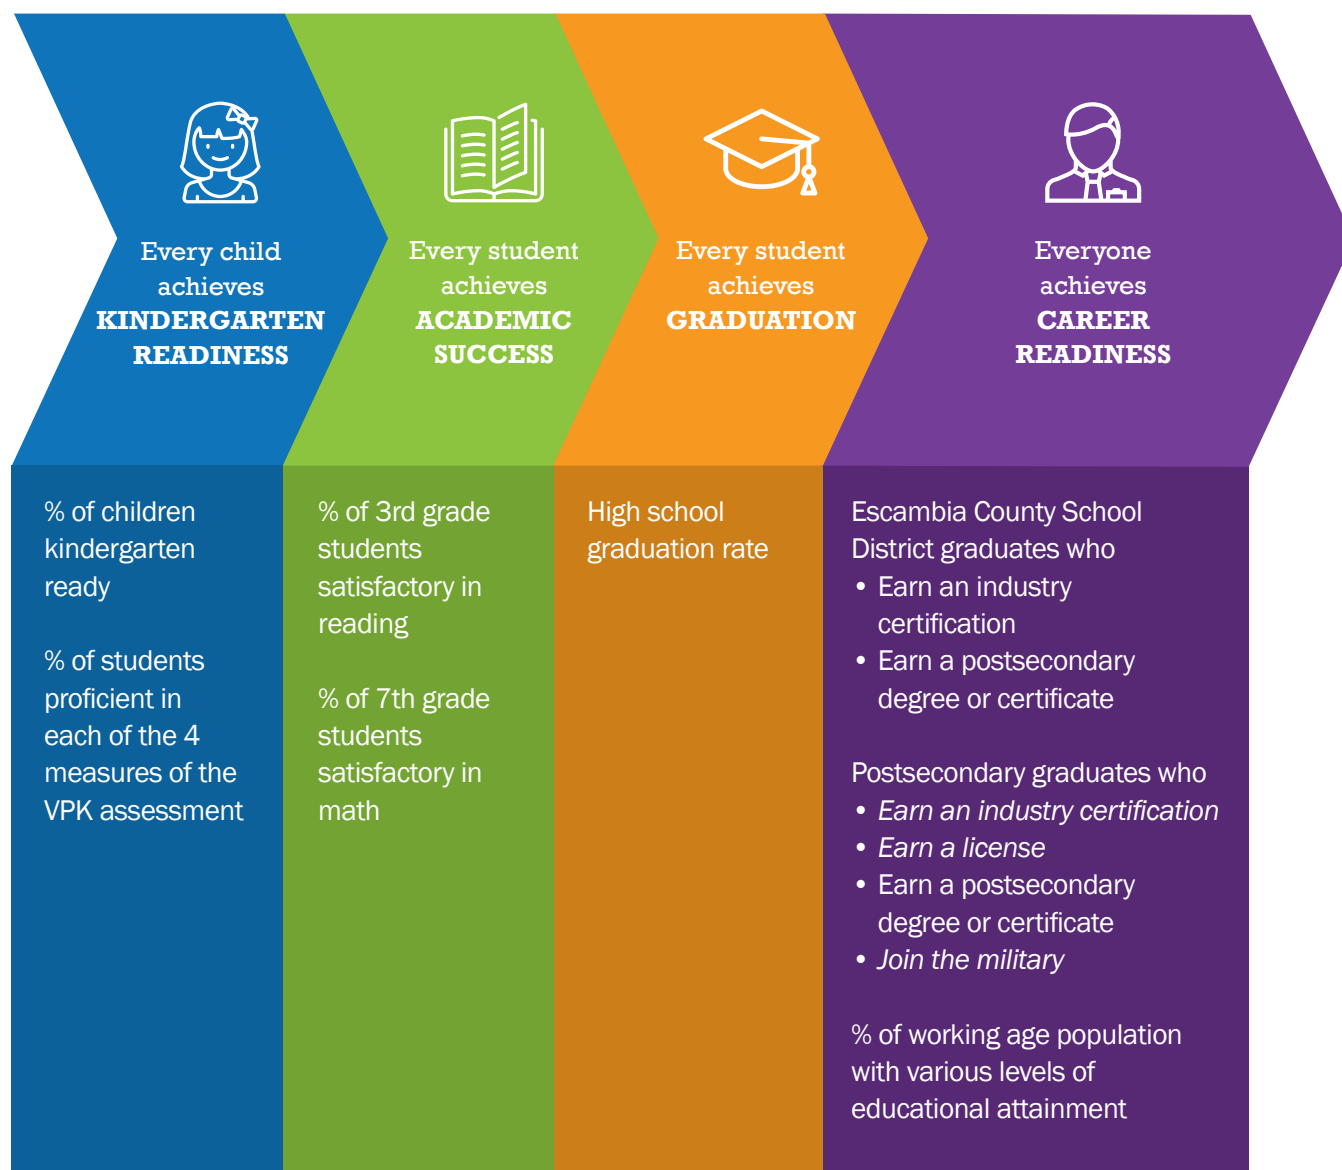 Every child
achieves
KINDERGARTEN
READINESS
Every student
achieves
ACADEMIC
SUCCESS
Every student
achieves
GRADUATION
Everyone
achieves
CAREER
READINESS
% of children
kindergarten
ready
% of students
proficient in
each of the 4
measures of the
VPK assessment
% of 3rd grade
students
satisfactory in
reading
% of 7th grade
students
satisfactory in
math
High school
graduation rate
Escambia County School
District graduates who
• Earn an industry
certification
• Earn a postsecondary
degree or certificate
Postsecondary graduates who
• Earn an industry certification
• Earn a license
• Earn a postsecondary
degree or certificate
• Join the military
% of working age population
with various levels of
educational attainment